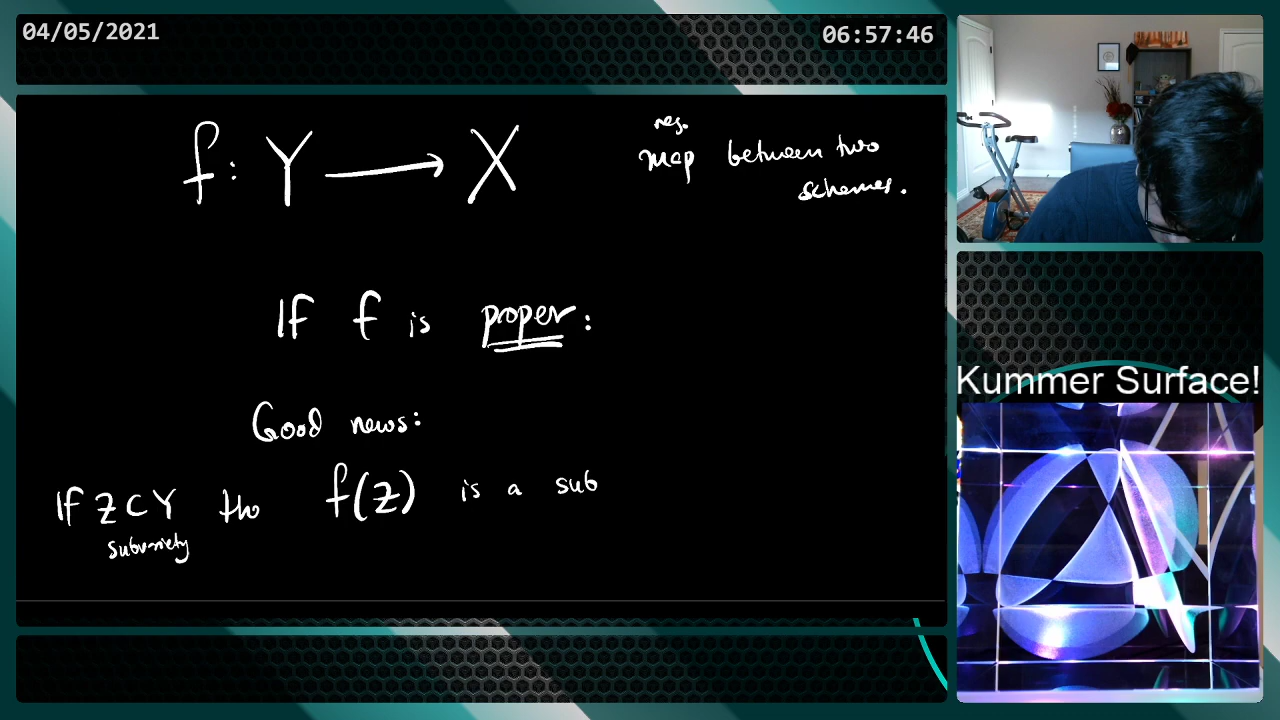 04/05/2021
06:57:46
f: Y → X
reg.
map between two
schemes.
If f is proper:
Good news:
If Z ⊂ Y the f(Z) is a sub
subvariety
Kummer Surface!